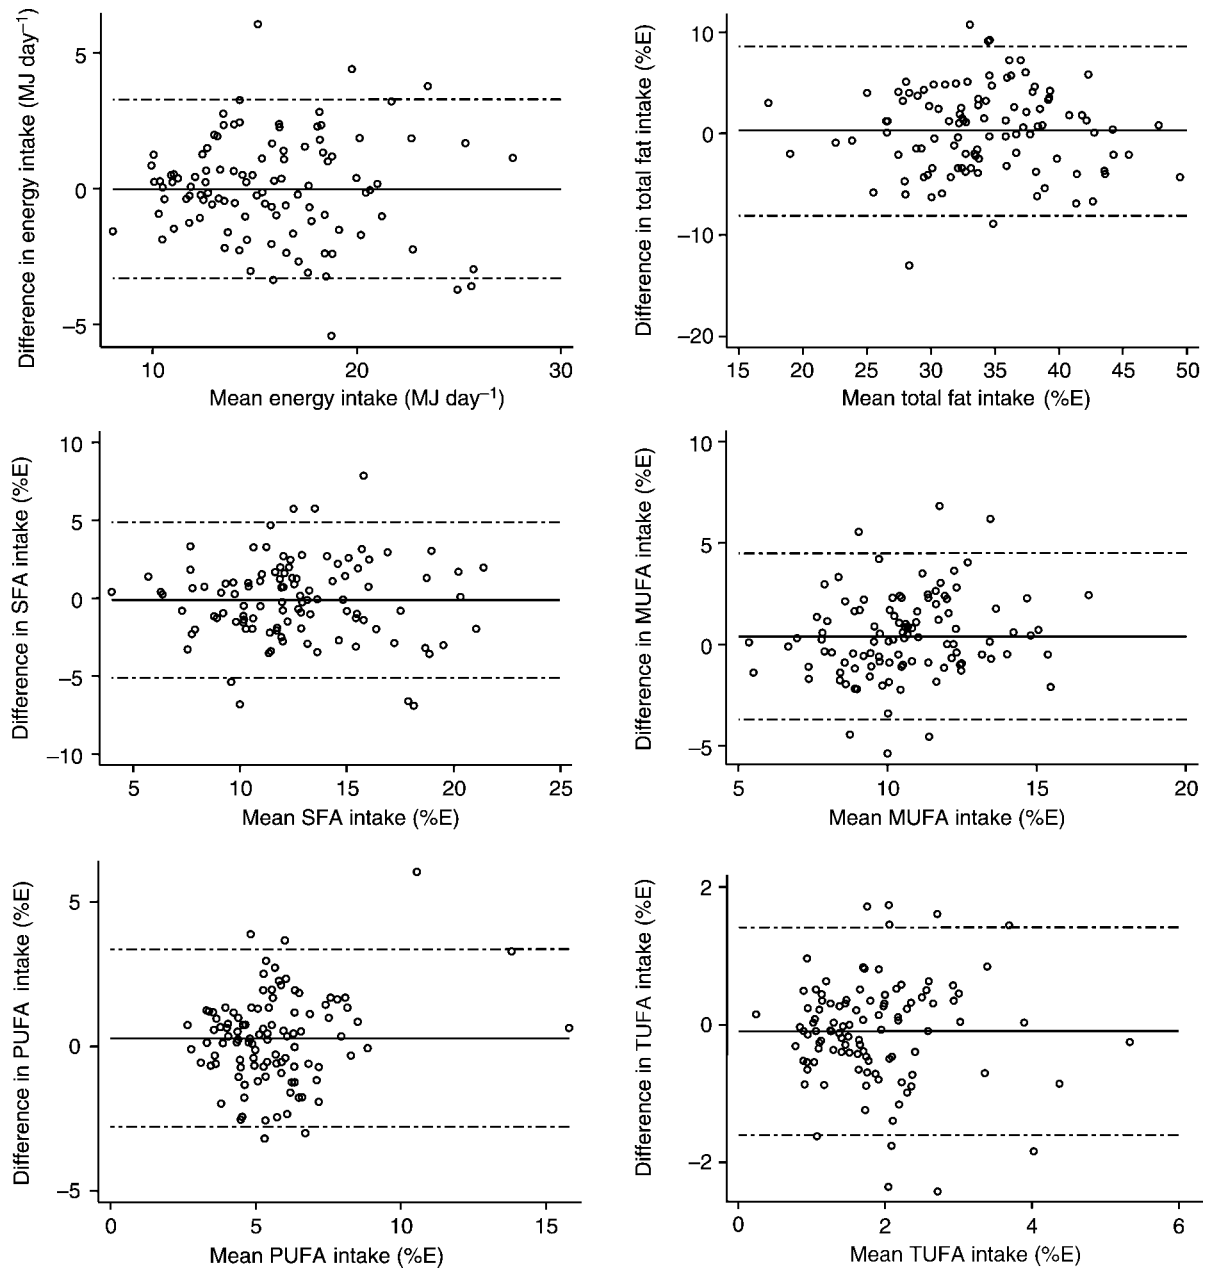 Difference in energy intake (MJ day⁻¹)
5
0
−5
10 20 30
Mean energy intake (MJ day⁻¹)
Difference in total fat intake (%E)
10
0
−10
−20
15 20 25 30 35 40 45 50
Mean total fat intake (%E)
Difference in SFA intake (%E)
10
5
0
−5
−10
5 10 15 20 25
Mean SFA intake (%E)
Difference in MUFA intake (%E)
10
5
0
−5
5 10 15 20
Mean MUFA intake (%E)
Difference in PUFA intake (%E)
5
0
−5
0 5 10 15
Mean PUFA intake (%E)
Difference in TUFA intake (%E)
2
0
−2
0 2 4 6
Mean TUFA intake (%E)